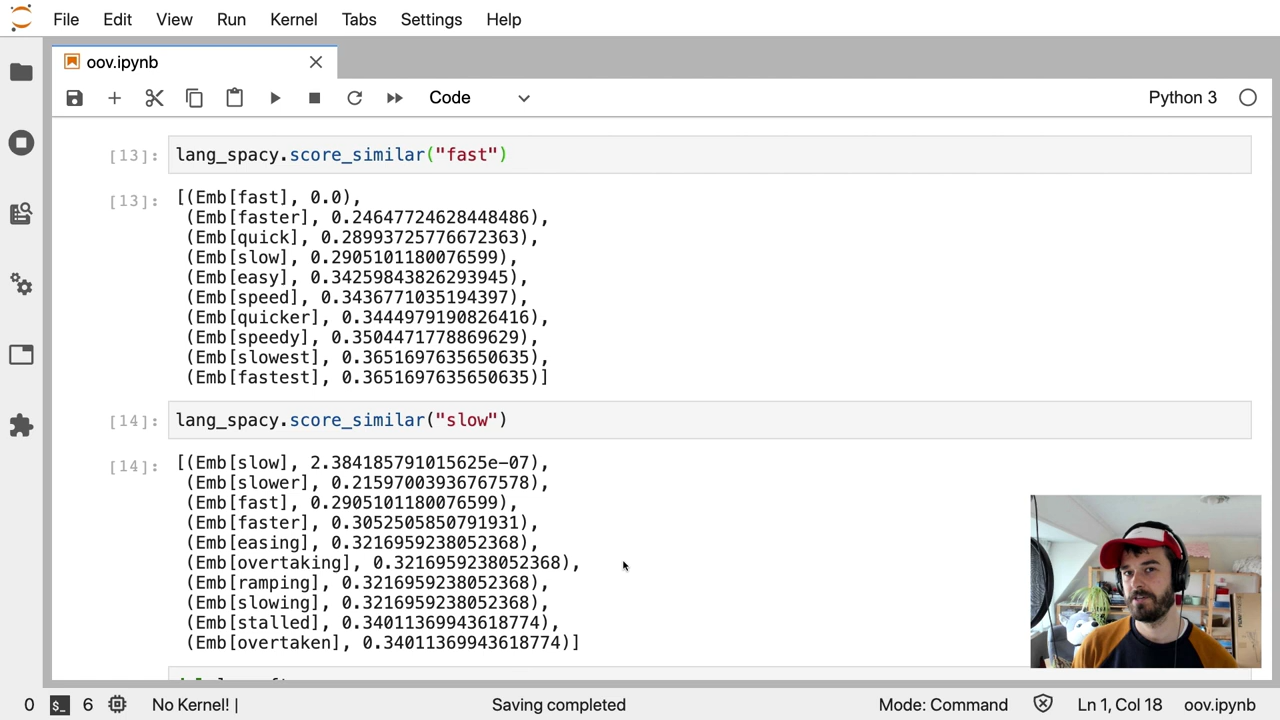 File Edit View Run Kernel Tabs Settings Help
oov.ipynb
Code
Python 3
[13]: lang_spacy.score_similar("fast")
[13]: [(Emb[fast], 0.0),
(Emb[faster], 0.24647724628448486),
(Emb[quick], 0.28993725776672363),
(Emb[slow], 0.2905101180076599),
(Emb[easy], 0.34259843826293945),
(Emb[speed], 0.3436771035194397),
(Emb[quicker], 0.3444979190826416),
(Emb[speedy], 0.3504471778869629),
(Emb[slowest], 0.3651697635650635),
(Emb[fastest], 0.3651697635650635)]
[14]: lang_spacy.score_similar("slow")
[14]: [(Emb[slow], 2.384185791015625e-07),
(Emb[slower], 0.21597003936767578),
(Emb[fast], 0.2905101180076599),
(Emb[faster], 0.3052505850791931),
(Emb[easing], 0.3216959238052368),
(Emb[overtaking], 0.3216959238052368),
(Emb[ramping], 0.3216959238052368),
(Emb[slowing], 0.3216959238052368),
(Emb[stalled], 0.34011369943618774),
(Emb[overtaken], 0.34011369943618774)]
0 $_ 6 No Kernel! | Saving completed Mode: Command Ln 1, Col 18 oov.ipynb